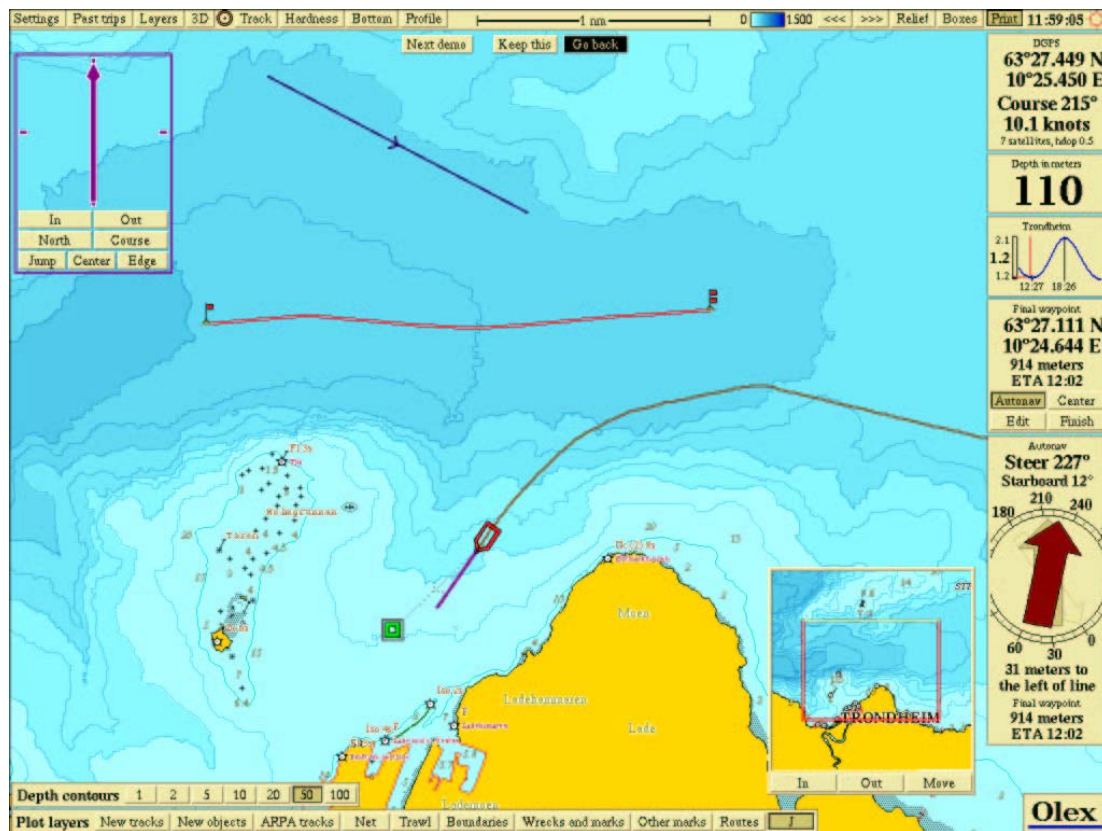 Settings Past trips Layers 3D Track Hardness Bottom Profile 1 nm 0 1500 <<< >>> Relief Boxes Print 11:59:05
Next demo Keep this Go back
DGPS
63°27.449 N
10°25.450 E
Course 215°
10.1 knots
7 satellites, hdop 0.5
Depth in meters
110
In Out
North Course
Jump Center Edge
Trondheim
2.1
1.2
1.2
12:27 18:26
Final waypoint
63°27.111 N
10°24.644 E
914 meters
ETA 12:02
Autonav Center
Edit Finish
Autonav
Steer 227°
Starboard 12°
210
180 240
60 30 0
31 meters to
the left of line
Final waypoint
914 meters
ETA 12:02
Taren
Moen
Ladehammaren
Lade
TRONDHEIM
In Out Move
Depth contours 1 2 5 10 20 50 100
Plot layers New tracks New objects ARPA tracks Net Trawl Boundaries Wrecks and marks Other marks Routes
Olex